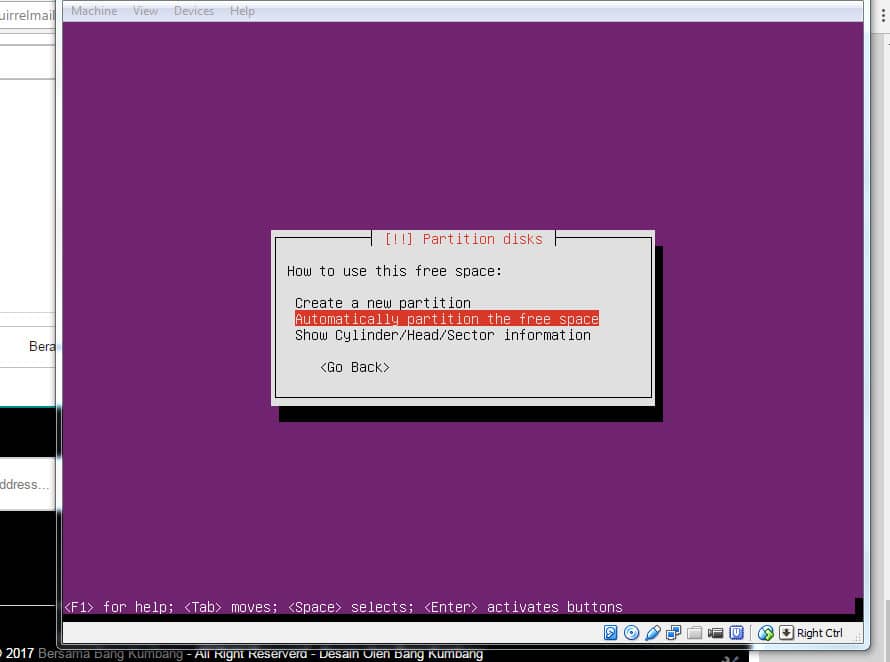 uirrelmail
Machine View Devices Help
[!!] Partition disks
How to use this free space:
Create a new partition
Automatically partition the free space
Show Cylinder/Head/Sector information
<Go Back>
Bera
ddress...
<F1> for help; <Tab> moves; <Space> selects; <Enter> activates buttons
Right Ctrl
2017 Bersama Bang Kumbang - All Right Reserverd - Desain Oleh Bang Kumbang